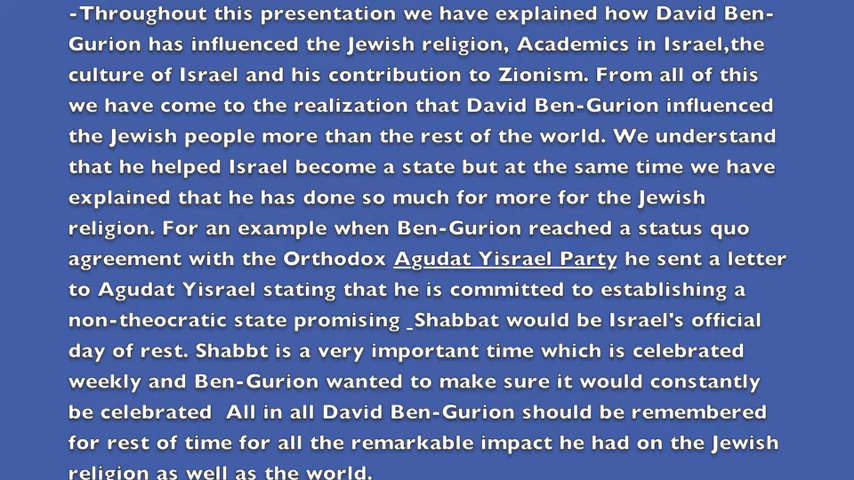 -Throughout this presentation we have explained how David Ben-
Gurion has influenced the Jewish religion, Academics in Israel,the
culture of Israel and his contribution to Zionism. From all of this
we have come to the realization that David Ben-Gurion influenced
the Jewish people more than the rest of the world. We understand
that he helped Israel become a state but at the same time we have
explained that he has done so much for more for the Jewish
religion. For an example when Ben-Gurion reached a status quo
agreement with the Orthodox Agudat Yisrael Party he sent a letter
to Agudat Yisrael stating that he is committed to establishing a
non-theocratic state promising  Shabbat would be Israel's official
day of rest. Shabbt is a very important time which is celebrated
weekly and Ben-Gurion wanted to make sure it would constantly
be celebrated  All in all David Ben-Gurion should be remembered
for rest of time for all the remarkable impact he had on the Jewish
religion as well as the world.